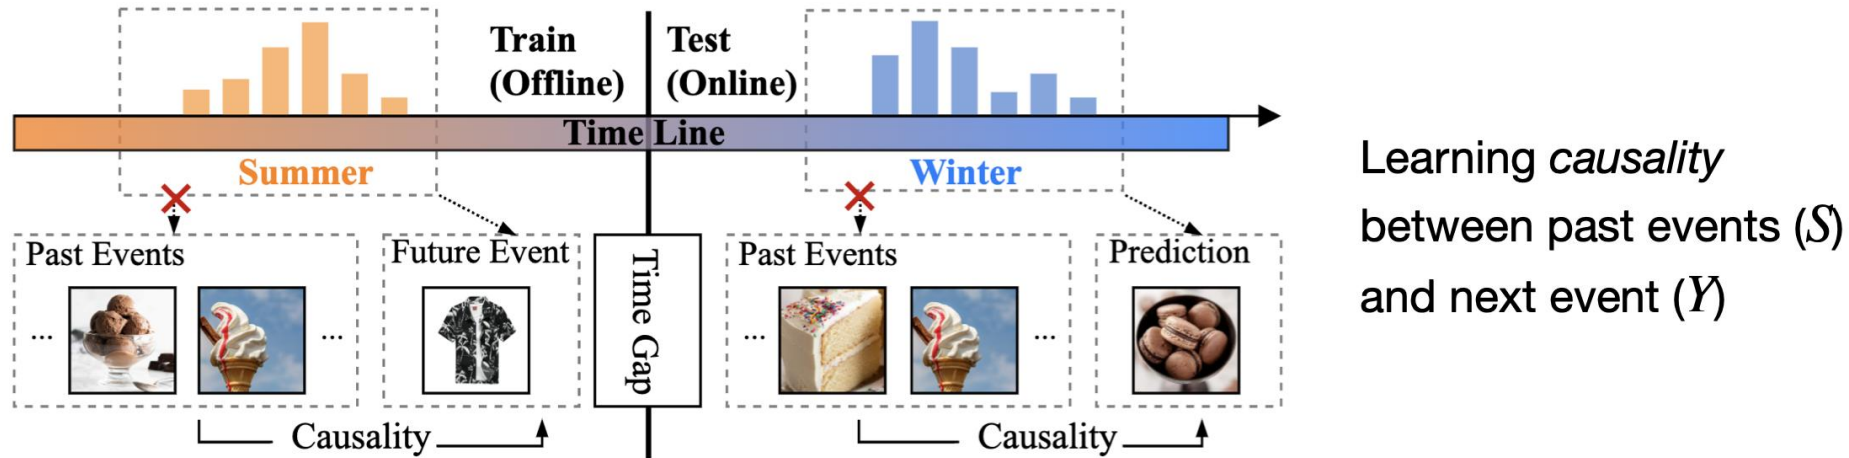 Train
(Offline)
Test
(Online)
Time Line
Summer
Winter
Past Events
Future Event
Time Gap
Past Events
Prediction
...
...
...
...
Causality
Causality
Learning causality
between past events (S)
and next event (Y)